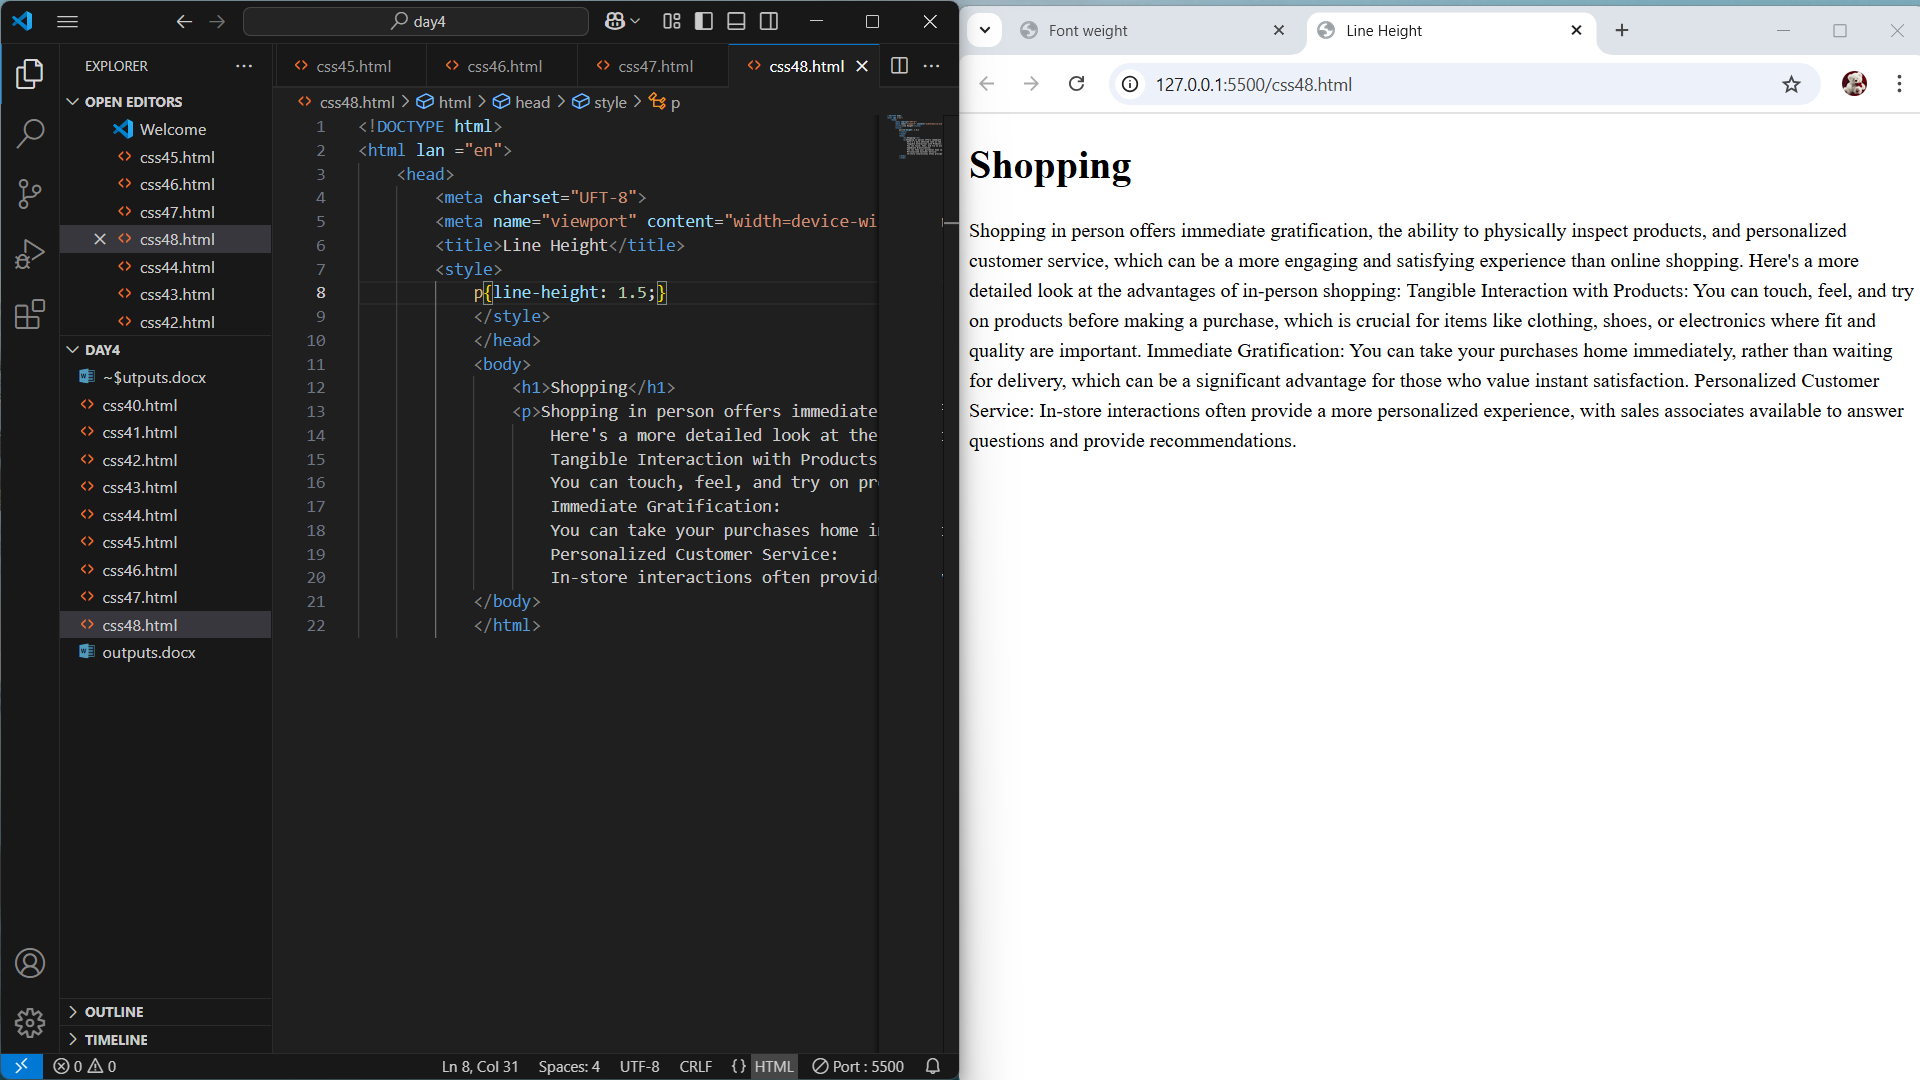 day4
EXPLORER
OPEN EDITORS
Welcome
css45.html
css46.html
css47.html
css48.html
css44.html
css43.html
css42.html
DAY4
~$utputs.docx
css40.html
css41.html
css42.html
css43.html
css44.html
css45.html
css46.html
css47.html
css48.html
outputs.docx
OUTLINE
TIMELINE
css45.html css46.html css47.html css48.html
css48.html html head style p
1 <!DOCTYPE html>
2 <html lan ="en">
3 <head>
4 <meta charset="UFT-8">
5 <meta name="viewport" content="width=device-wi
6 <title>Line Height</title>
7 <style>
8 p{line-height: 1.5;}
9 </style>
10 </head>
11 <body>
12 <h1>Shopping</h1>
13 <p>Shopping in person offers immediate
14 Here's a more detailed look at the
15 Tangible Interaction with Products
16 You can touch, feel, and try on pr
17 Immediate Gratification:
18 You can take your purchases home i
19 Personalized Customer Service:
20 In-store interactions often provid
21 </body>
22 </html>
0 0 Ln 8, Col 31 Spaces: 4 UTF-8 CRLF {} HTML Port : 5500
Font weight Line Height
127.0.0.1:5500/css48.html
Shopping
Shopping in person offers immediate gratification, the ability to physically inspect products, and personalized
customer service, which can be a more engaging and satisfying experience than online shopping. Here's a more
detailed look at the advantages of in-person shopping: Tangible Interaction with Products: You can touch, feel, and try
on products before making a purchase, which is crucial for items like clothing, shoes, or electronics where fit and
quality are important. Immediate Gratification: You can take your purchases home immediately, rather than waiting
for delivery, which can be a significant advantage for those who value instant satisfaction. Personalized Customer
Service: In-store interactions often provide a more personalized experience, with sales associates available to answer
questions and provide recommendations.